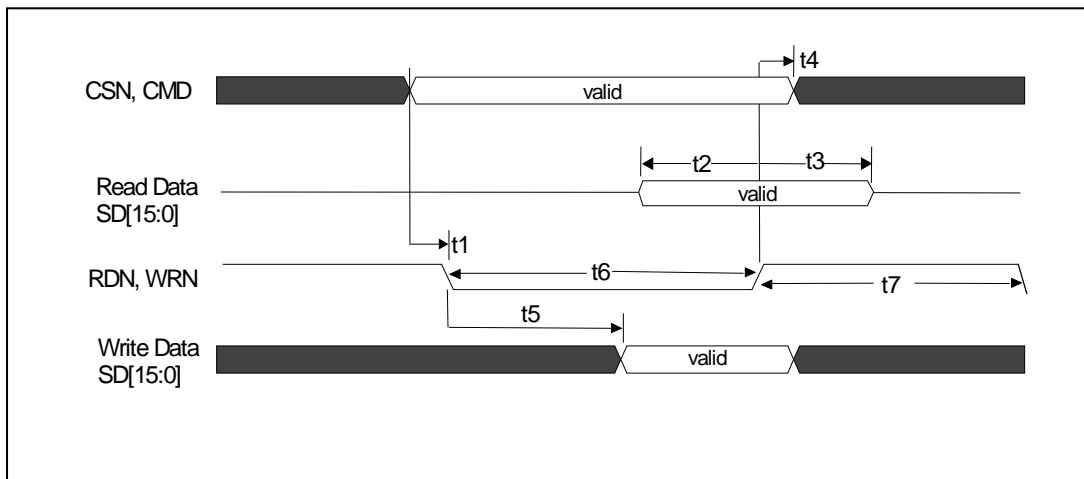 t4
CSN, CMD
valid
t2
t3
Read Data
SD[15:0]
valid
t1
RDN, WRN
t6
t7
t5
Write Data
SD[15:0]
valid